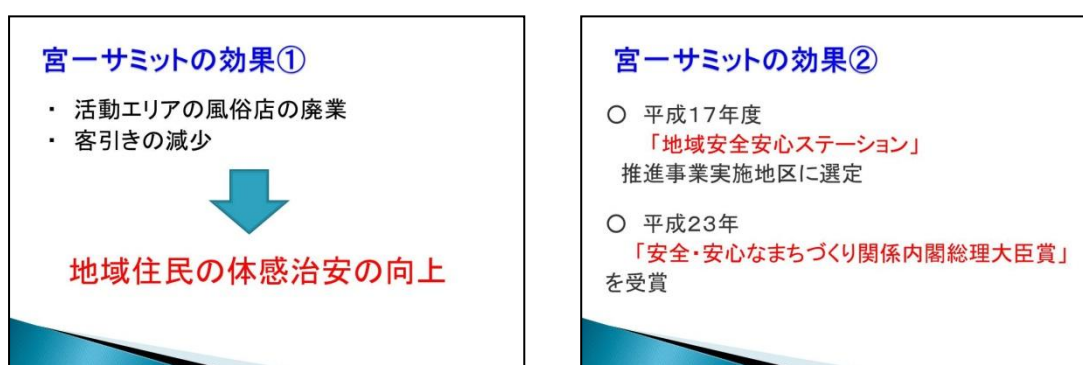 宮一サミットの効果①
・ 活動エリアの風俗店の廃業
・ 客引きの減少
地域住民の体感治安の向上
宮一サミットの効果②
○ 平成17年度
「地域安全安心ステーション」
推進事業実施地区に選定
○ 平成23年
「安全・安心なまちづくり関係内閣総理大臣賞」
を受賞